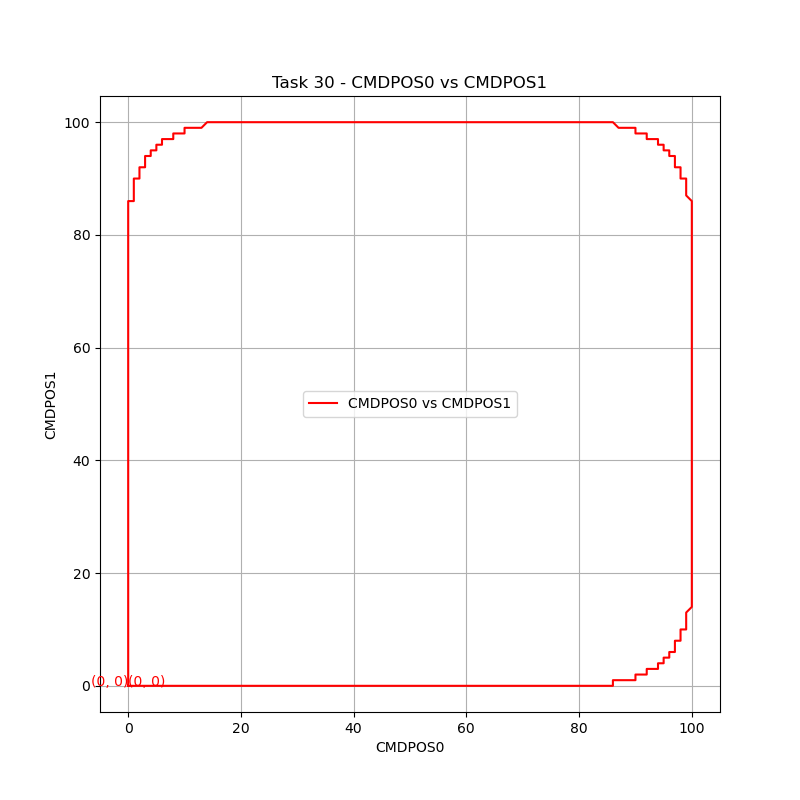 Task 30 - CMDPOS0 vs CMDPOS1
100
80
60
40
20
0
CMDPOS1
CMDPOS0 vs CMDPOS1
(0, 0)(0, 0)
0 20 40 60 80 100
CMDPOS0